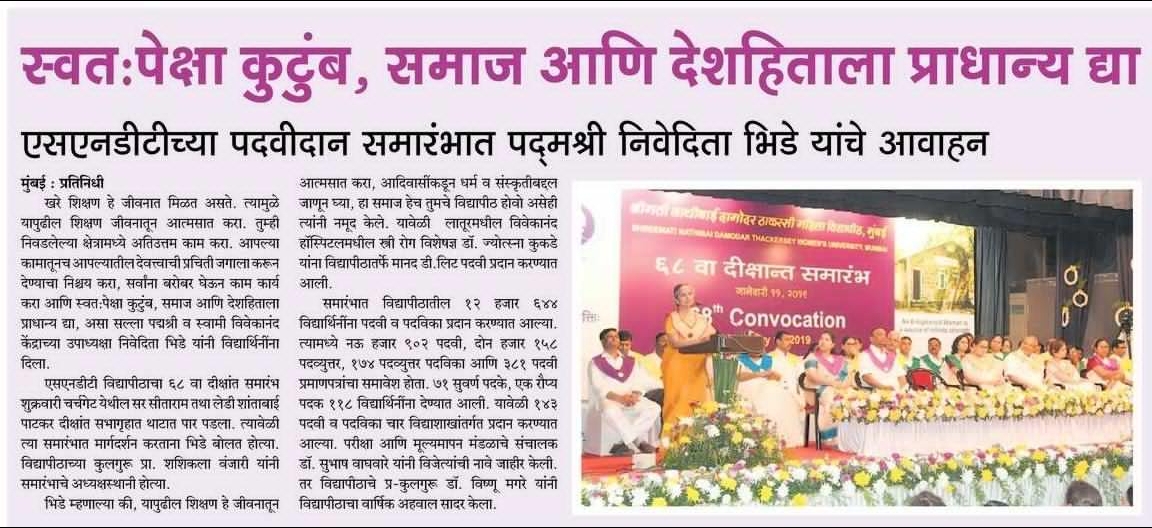 स्वत:पेक्षा कुटुंब, समाज आणि देशहिताला प्राधान्य द्या
एसएनडीटीच्या पदवीदान समारंभात पद्मश्री निवेदिता भिडे यांचे आवाहन
मुंबई : प्रतिनिधी
खरे शिक्षण हे जीवनात मिळत असते. त्यामुळे
यापुढील शिक्षण जीवनातून आत्मसात करा. तुम्ही
निवडलेल्या क्षेत्रामध्ये अतिउत्तम काम करा. आपल्या
कामातूनच आपल्यातील देवत्त्वाची प्रचिती जगाला करून
देण्याचा निश्चय करा, सर्वांना बरोबर घेऊन काम कार्य
करा आणि स्वत:पेक्षा कुटुंब, समाज आणि देशहिताला
प्राधान्य द्या, असा सल्ला पद्मश्री व स्वामी विवेकानंद
केंद्राच्या उपाध्यक्षा निवेदिता भिडे यांनी विद्यार्थिनींना
दिला.
एसएनडीटी विद्यापीठाचा ६८ वा दीक्षांत समारंभ
शुक्रवारी चर्चगेट येथील सर सीताराम तथा लेडी शांताबाई
पाटकर दीक्षांत सभागृहात थाटात पार पडला. त्यावेळी
त्या समारंभात मार्गदर्शन करताना भिडे बोलत होत्या.
विद्यापीठाच्या कुलगुरू प्रा. शशिकला वंजारी यांनी
समारंभाचे अध्यक्षस्थानी होत्या.
भिडे म्हणाल्या की, यापुढील शिक्षण हे जीवनातून
आत्मसात करा, आदिवासींकडून धर्म व संस्कृतीबद्दल
जाणून घ्या, हा समाज हेच तुमचे विद्यापीठ होवो असेही
त्यांनी नमूद केले. यावेळी लातूरमधील विवेकानंद
हॉस्पिटलमधील स्त्री रोग विशेषज्ञ डॉ. ज्योत्स्ना कुकडे
यांना विद्यापीठातर्फे मानद डी.लिट पदवी प्रदान करण्यात
आली.
समारंभात विद्यापीठातील १२ हजार ६४४
विद्यार्थिनींना पदवी व पदविका प्रदान करण्यात आल्या.
त्यामध्ये नऊ हजार ९०२ पदवी, दोन हजार १५८
पदव्युत्तर, १७४ पदव्युत्तर पदविका आणि ३८१ पदवी
प्रमाणपत्रांचा समावेश होता. ७१ सुवर्ण पदके, एक रौप्य
पदक ११८ विद्यार्थिनींना देण्यात आली. यावेळी १४३
पदवी व पदविका चार विद्याशाखांतर्गत प्रदान करण्यात
आल्या. परीक्षा आणि मूल्यमापन मंडळाचे संचालक
डॉ. सुभाष वाघवारे यांनी विजेत्यांची नावे जाहीर केली.
तर विद्यापीठाचे प्र-कुलगुरू डॉ. विष्णू मगरे यांनी
विद्यापीठाचा वार्षिक अहवाल सादर केला.
श्रीमती नाथीबाई दामोदर ठाकरसी महिला विद्यापीठ, मुंबई
SHREEMATI NATHIBAI DAMODAR THACKERSEY WOMEN'S UNIVERSITY, MUMBAI
६८ वा दीक्षान्त समारंभ
जानेवारी ११, २०१९
68th Convocation
2019
An Enlightened Woman is